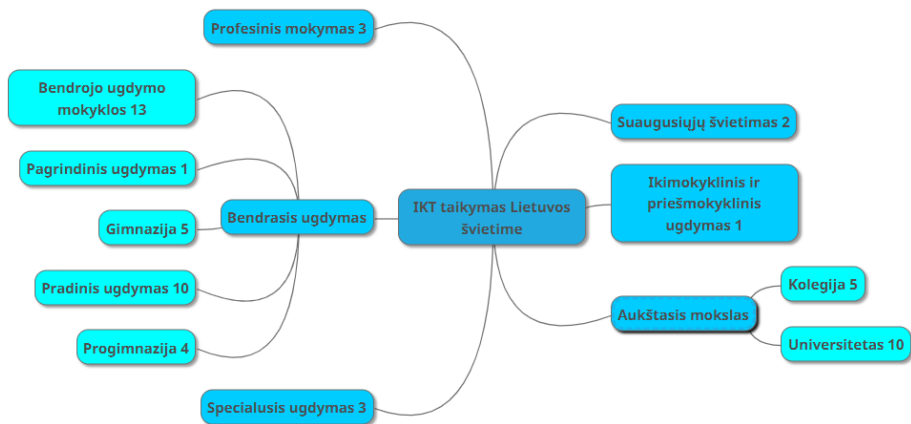 Profesinis mokymas 3
Bendrojo ugdymo
mokyklos 13
Pagrindinis ugdymas 1
Gimnazija 5
Pradinis ugdymas 10
Progimnazija 4
Bendrasis ugdymas
Specialusis ugdymas 3
IKT taikymas Lietuvos
švietime
Suaugusiųjų švietimas 2
Ikimokyklinis ir
priešmokyklinis
ugdymas 1
Aukštasis mokslas
Kolegija 5
Universitetas 10